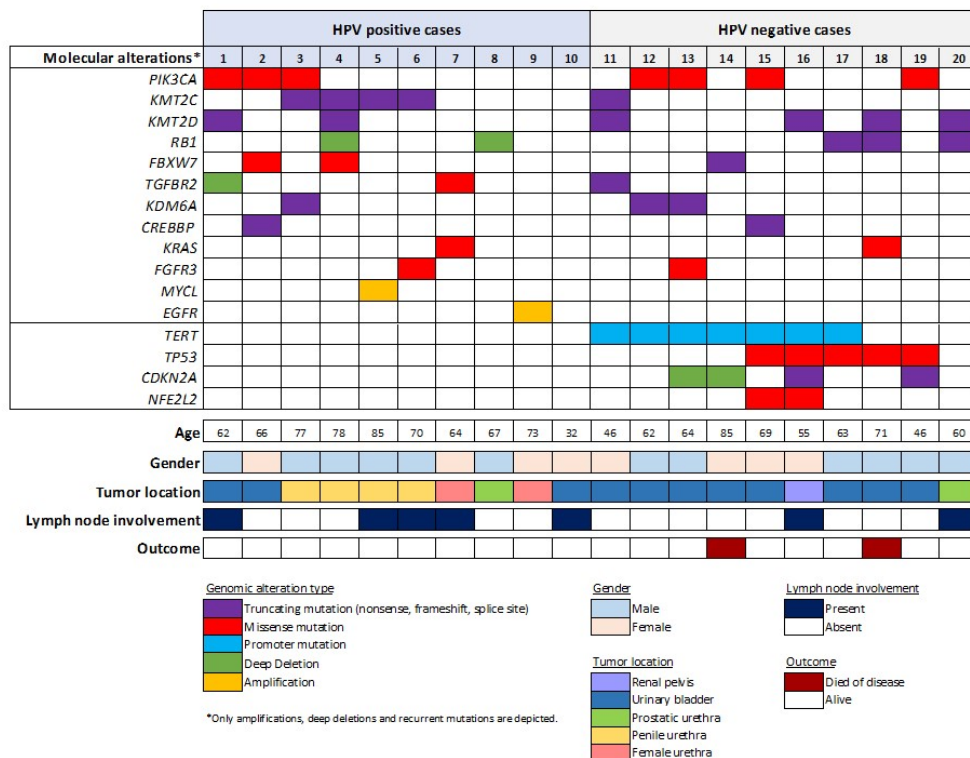 HPV positive cases HPV negative cases
Molecular alterations* 1 2 3 4 5 6 7 8 9 10 11 12 13 14 15 16 17 18 19 20
PIK3CA
KMT2C
KMT2D
RB1
FBXW7
TGFBR2
KDM6A
CREBBP
KRAS
FGFR3
MYCL
EGFR
TERT
TP53
CDKN2A
NFE2L2
Age 62 66 77 78 85 70 64 67 73 32 46 62 64 85 69 55 63 71 46 60
Gender
Tumor location
Lymph node involvement
Outcome
Genomic alteration type
Truncating mutation (nonsense, frameshift, splice site)
Missense mutation
Promoter mutation
Deep Deletion
Amplification
*Only amplifications, deep deletions and recurrent mutations are depicted.
Gender
Male
Female
Tumor location
Renal pelvis
Urinary bladder
Prostatic urethra
Penile urethra
Female urethra
Lymph node involvement
Present
Absent
Outcome
Died of disease
Alive